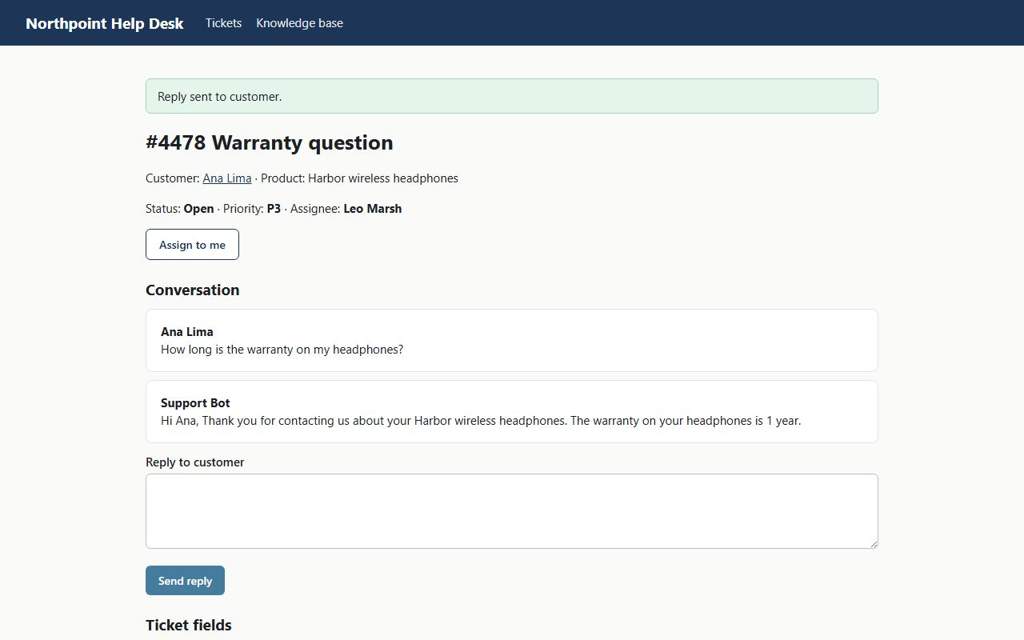 Northpoint Help Desk Tickets Knowledge base
Reply sent to customer.
#4478 Warranty question
Customer: Ana Lima · Product: Harbor wireless headphones
Status: Open · Priority: P3 · Assignee: Leo Marsh
Assign to me
Conversation
Ana Lima
How long is the warranty on my headphones?
Support Bot
Hi Ana, Thank you for contacting us about your Harbor wireless headphones. The warranty on your headphones is 1 year.
Reply to customer
Send reply
Ticket fields